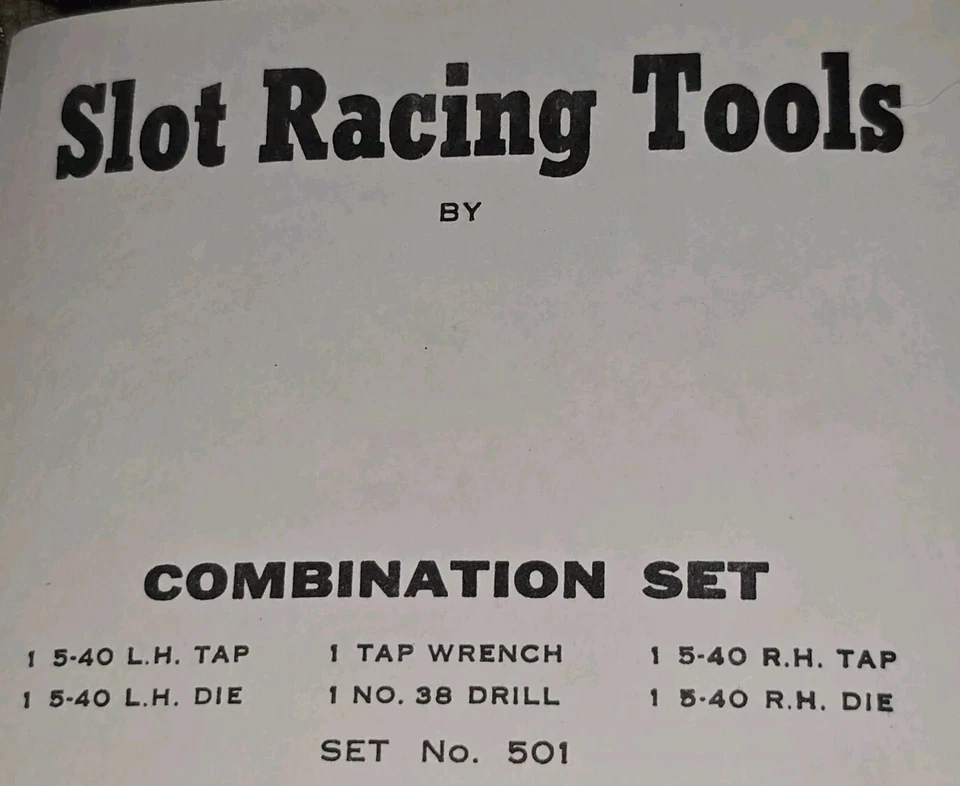 Slot Racing Tools
BY
COMBINATION SET
1 5-40 L.H. TAP 1 TAP WRENCH 1 5-40 R.H. TAP
1 5-40 L.H. DIE 1 NO. 38 DRILL 1 5-40 R.H. DIE
SET No. 501